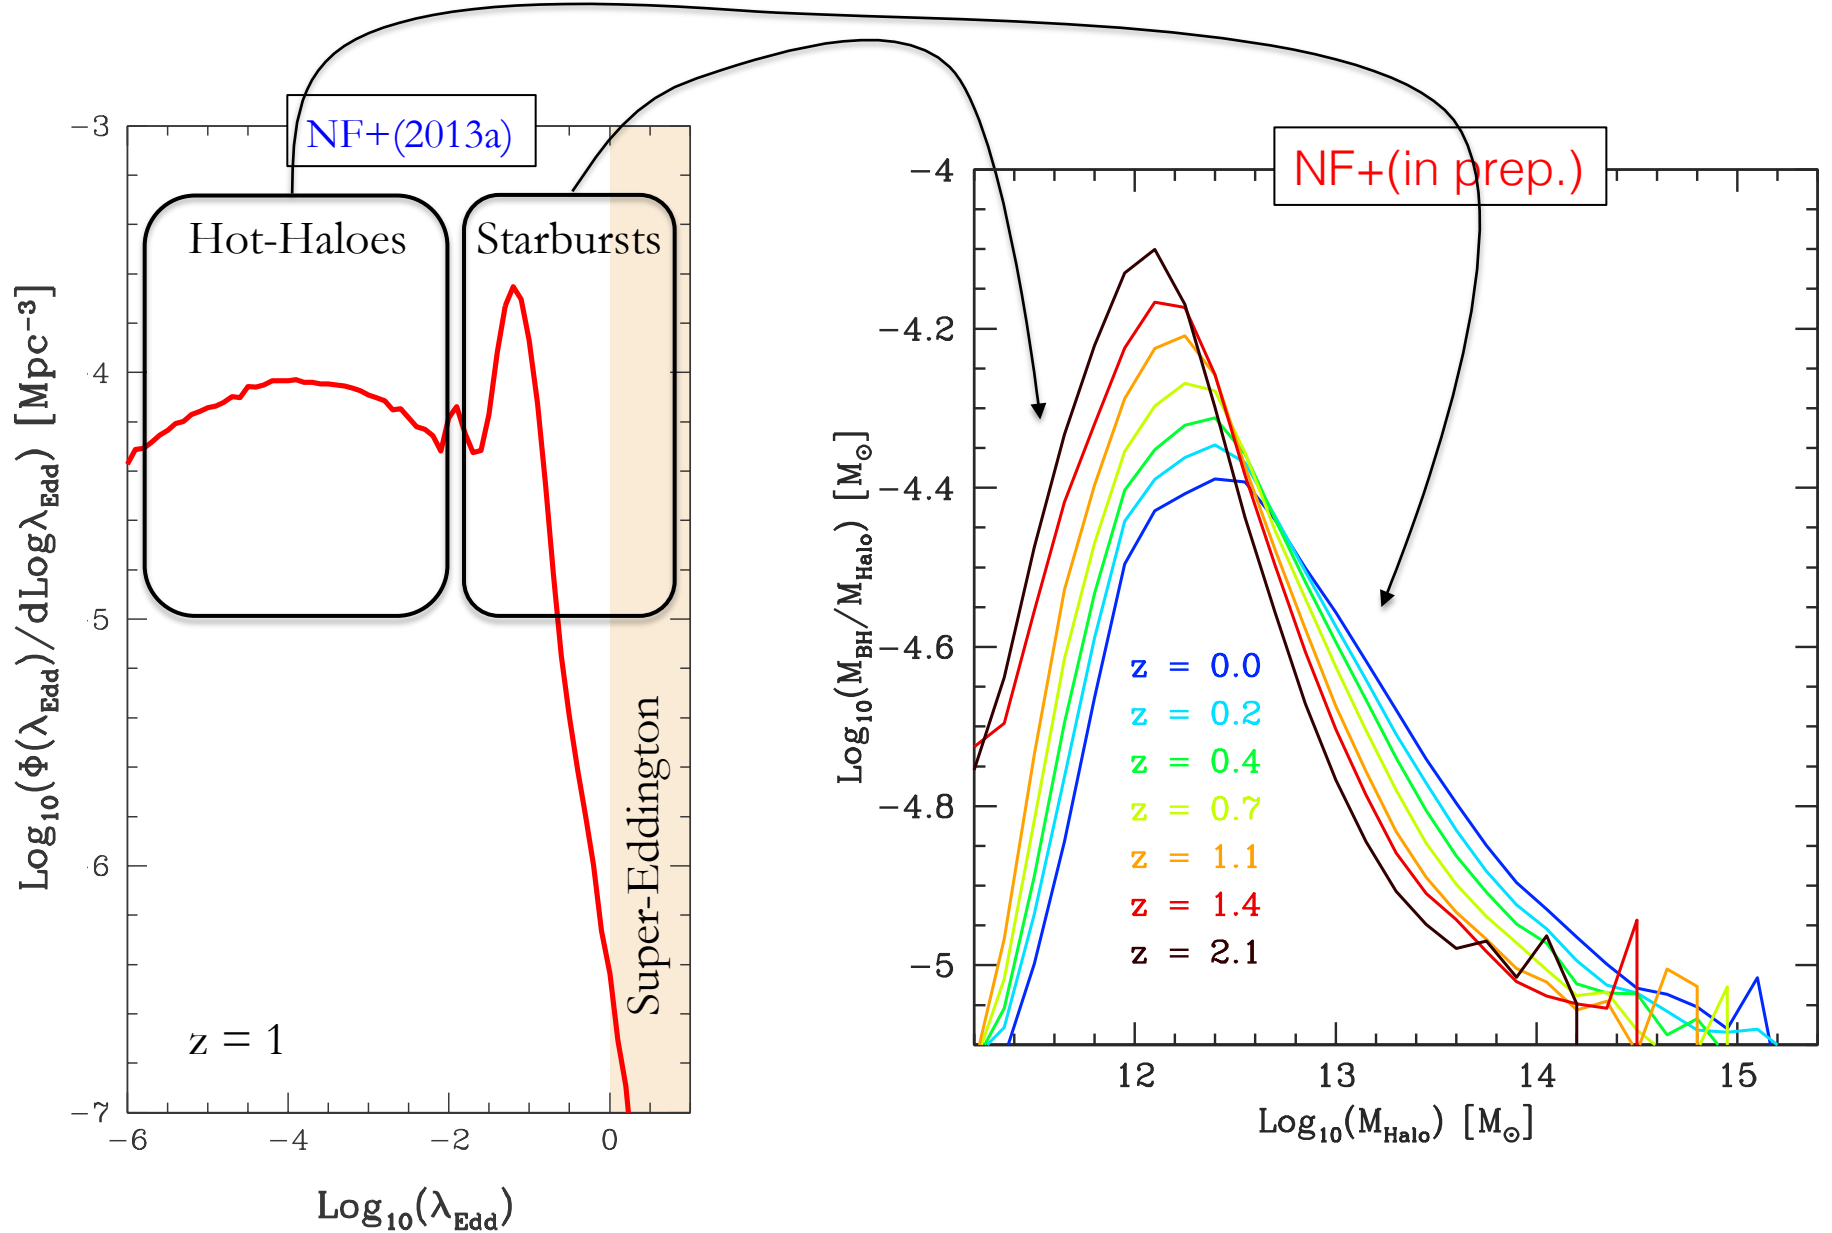 NF+(2013a)
NF+(in prep.)
Hot-Haloes
Starbursts
Super-Eddington
z = 1
-3
4
5
6
-7
-6
-4
-2
0
Log10(Φ(λEdd)/dLogλEdd) [Mpc−3]
Log10(λEdd)
-4
-4.2
-4.4
-4.6
-4.8
-5
Log10(MBH/MHalo) [M⊙]
z = 0.0
z = 0.2
z = 0.4
z = 0.7
z = 1.1
z = 1.4
z = 2.1
12
13
14
15
Log10(MHalo) [M⊙]